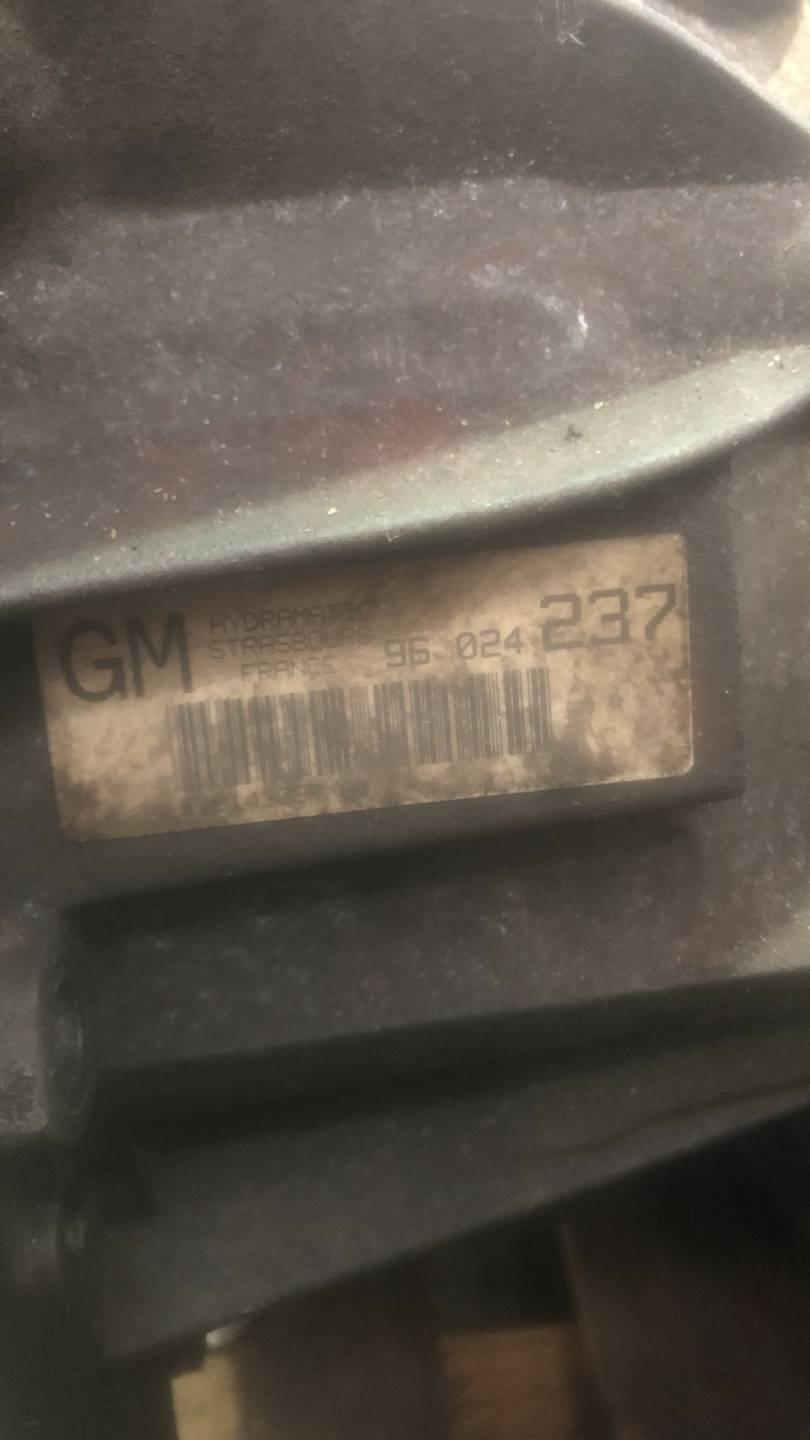 GM
HYDRAMATIC
STRASBOURG
FRANCE
96 024 237